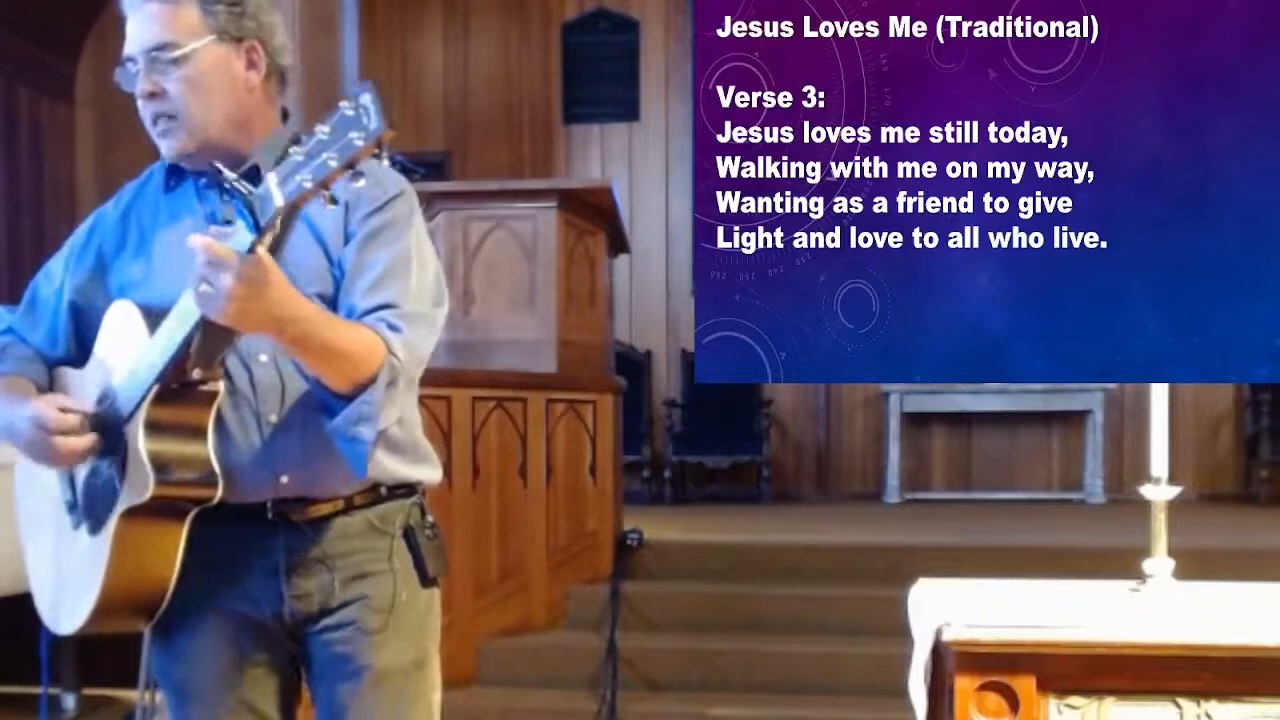 Jesus Loves Me (Traditional)
Verse 3:
Jesus loves me still today,
Walking with me on my way,
Wanting as a friend to give
Light and love to all who live.